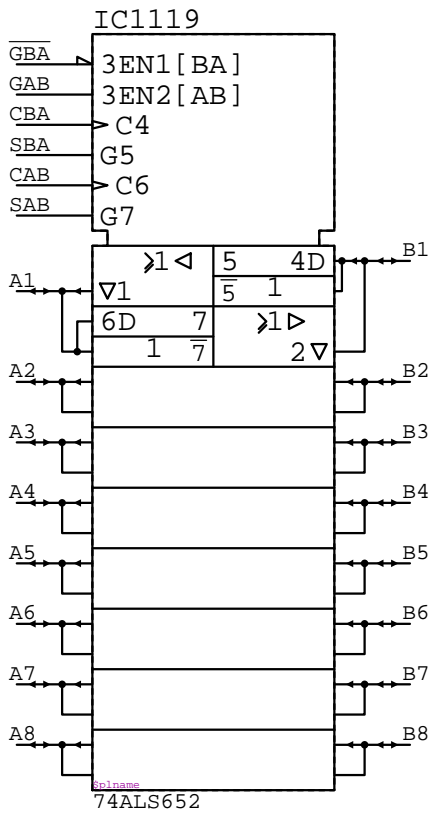 IC1119
GBA 3EN1[BA]
GAB 3EN2[AB]
CBA C4
SBA G5
CAB C6
SAB G7
≥1 5 4D B1
A1 ▽1 5 1
6D 7 ≥1
1 7 2▽
A2 B2
A3 B3
A4 B4
A5 B5
A6 B6
A7 B7
A8 B8
$plname
74ALS652